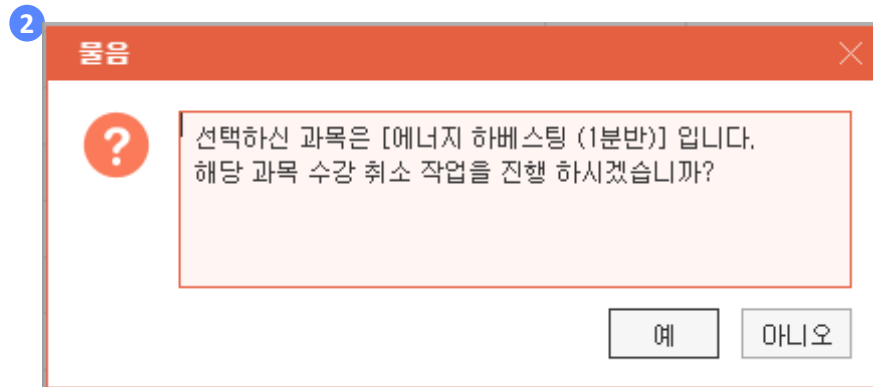 2
물음
?
선택하신 과목은 [에너지 하베스팅 (1분반)] 입니다.
해당 과목 수강 취소 작업을 진행 하시겠습니까?
예
아니오